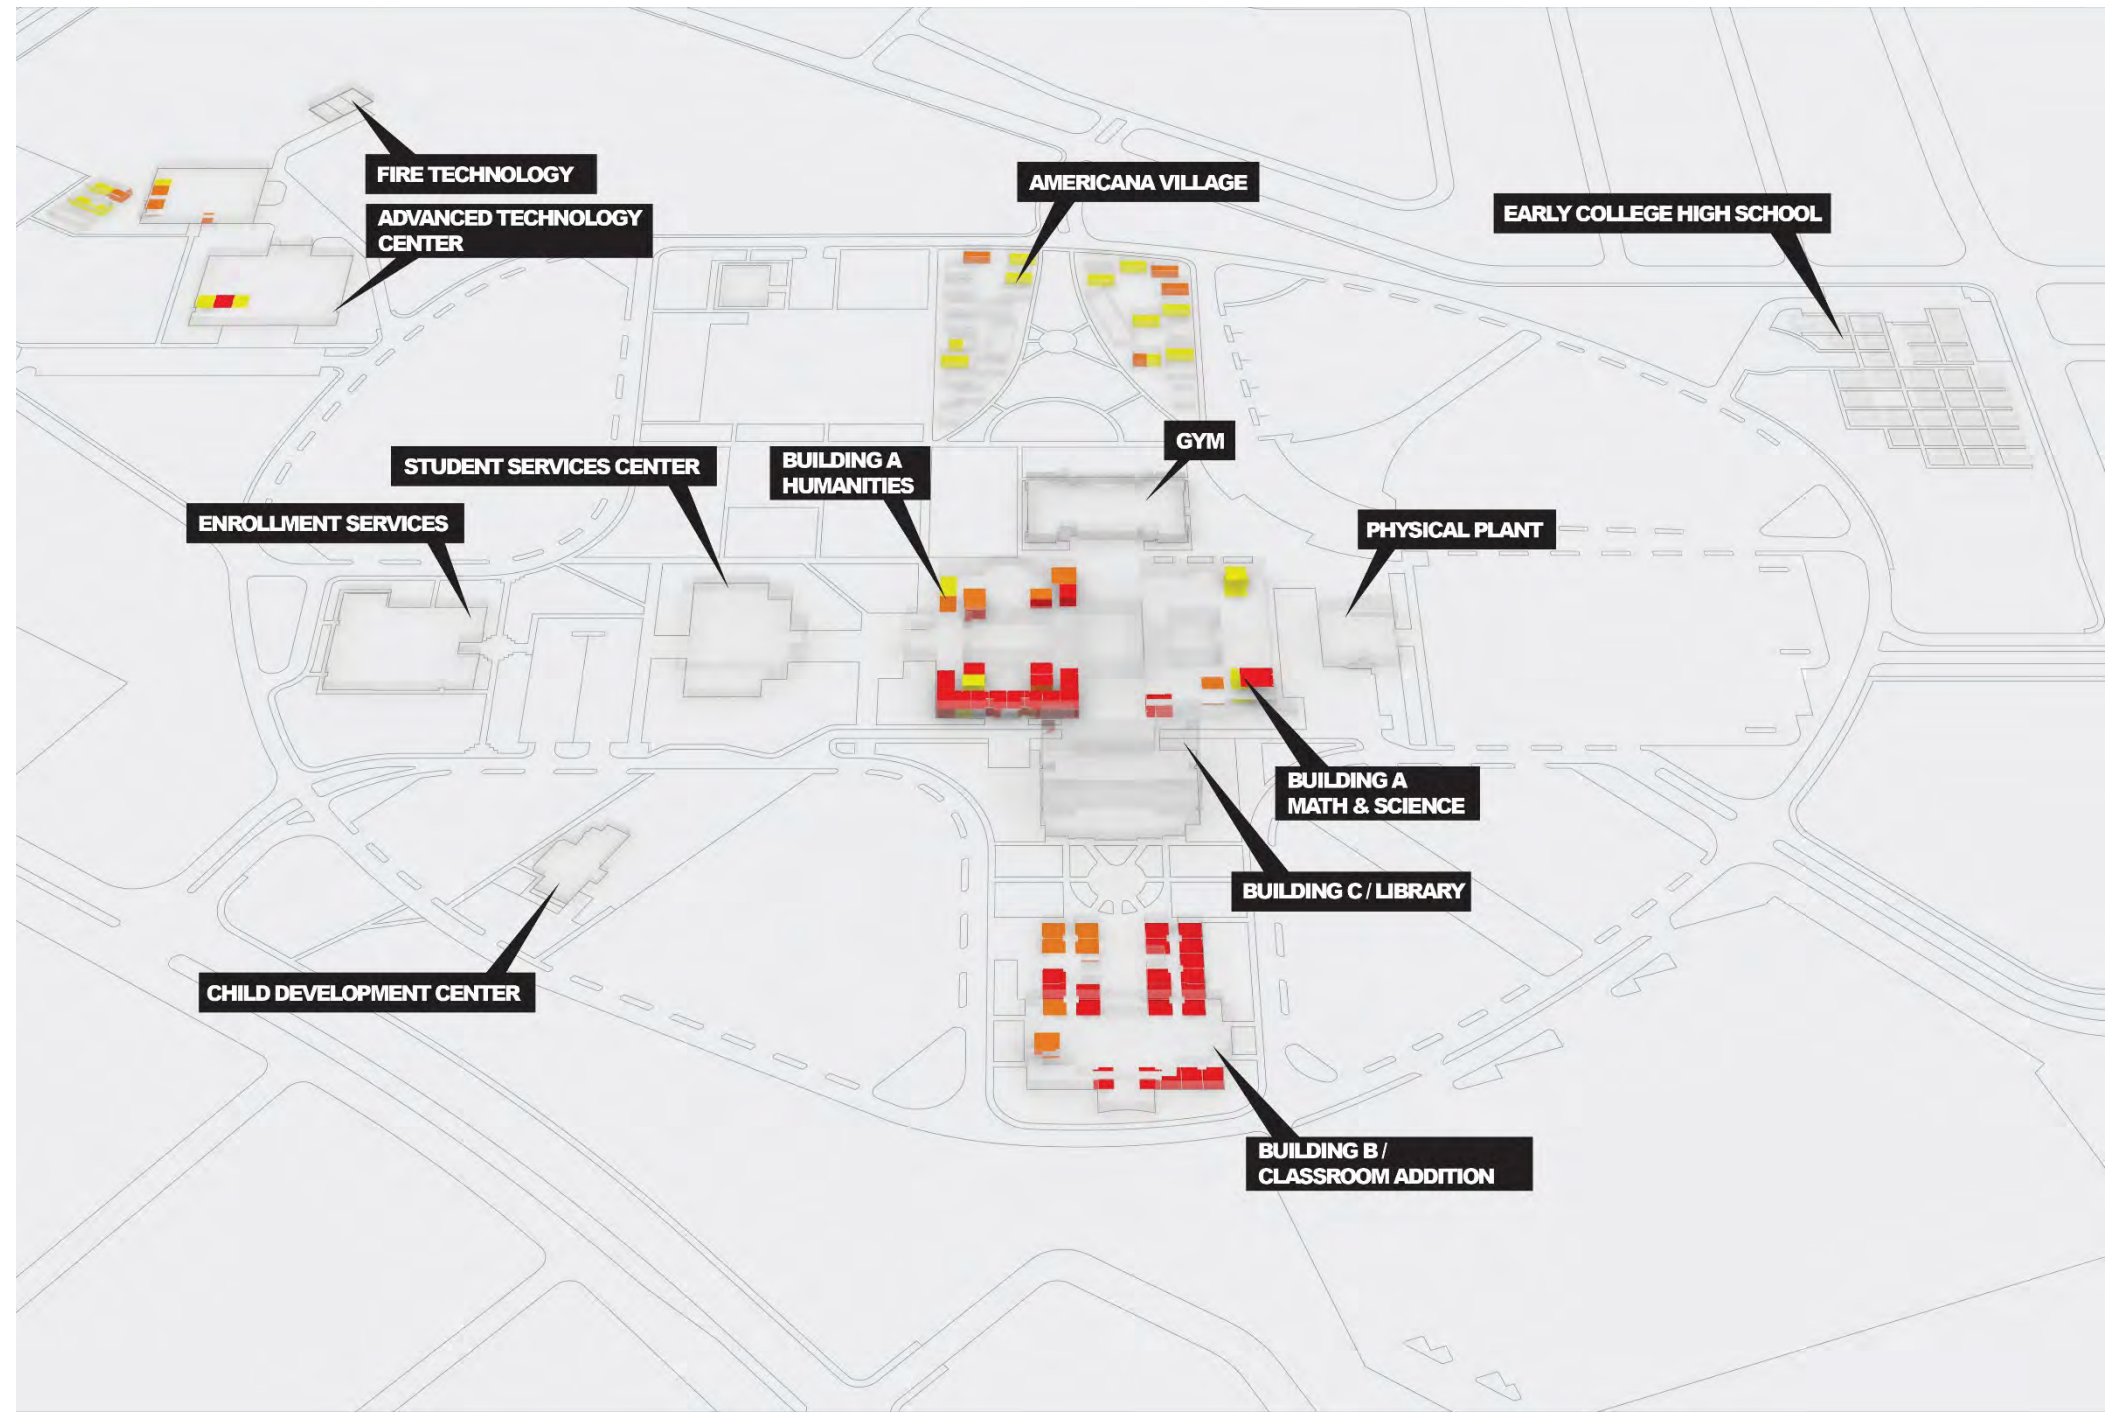 FIRE TECHNOLOGY
ADVANCED TECHNOLOGY
CENTER
AMERICANA VILLAGE
EARLY COLLEGE HIGH SCHOOL
GYM
STUDENT SERVICES CENTER
BUILDING A
HUMANITIES
ENROLLMENT SERVICES
PHYSICAL PLANT
BUILDING A
MATH & SCIENCE
BUILDING C / LIBRARY
CHILD DEVELOPMENT CENTER
BUILDING B /
CLASSROOM ADDITION